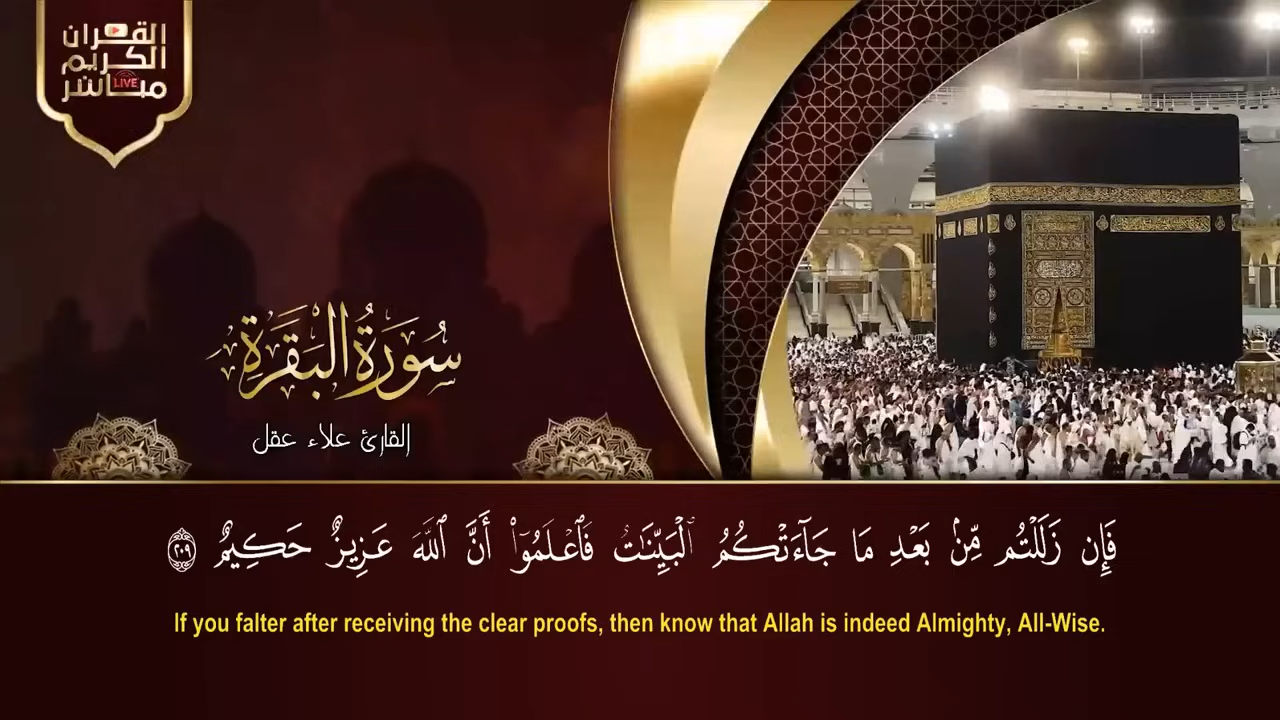 القرآن
الكريم
مباشر
LIVE
سُورَةُ البَقَرَة
القارئ علاء عقل
فَإِن زَلَلْتُم مِّنۢ بَعْدِ مَا جَآءَتْكُمُ ٱلْبَيِّنَـٰتُ فَٱعْلَمُوٓا۟ أَنَّ ٱللَّهَ عَزِيزٌ حَكِيمٌ ٢٠٩
If you falter after receiving the clear proofs, then know that Allah is indeed Almighty, All-Wise.